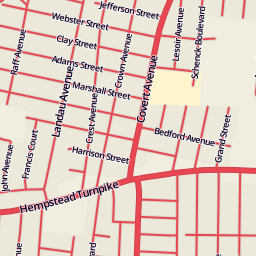 Jefferson Street
Webster Street
Lesoir Avenue
Schenck Boulevard
Clay Street
Raff Avenue
Crown Avenue
Adams Street
Landau Avenue
Covert Avenue
Marshall Street
Crest Avenue
Bedford Avenue
Grand Street
Francis Court
John Avenue
Harrison Street
Hempstead Turnpike